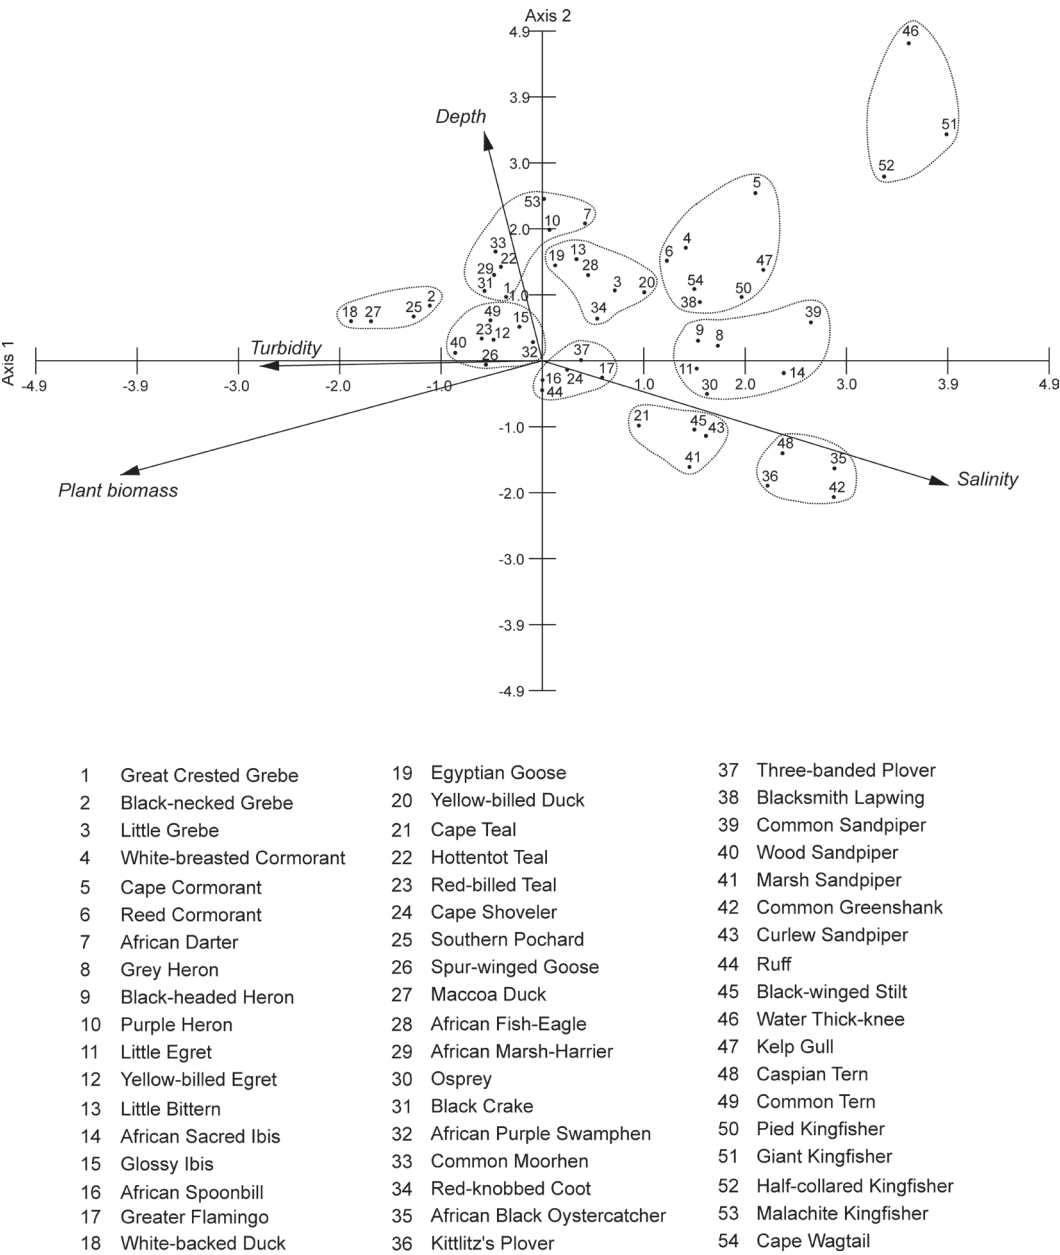 Axis 2
4.9
46
3.9
Depth
51
3.0
52
5
53
7
2.0
10
33
13
4
19
6
22
28
47
29
3
20
54
31
1
1.0
50
2
38
34
18 27
25
39
49
15
9
8
23
12
40
37
Turbidity
32
26
11
17
14
Axis 1
16
24
30
-4.9 -3.9 -3.0 -2.0 -1.0 1.0 2.0 3.0 3.9 4.9
44
21
45
43
-1.0
48
41
35
36
Salinity
Plant biomass
42
-2.0
-3.0
-3.9
-4.9
1 Great Crested Grebe
2 Black-necked Grebe
3 Little Grebe
4 White-breasted Cormorant
5 Cape Cormorant
6 Reed Cormorant
7 African Darter
8 Grey Heron
9 Black-headed Heron
10 Purple Heron
11 Little Egret
12 Yellow-billed Egret
13 Little Bittern
14 African Sacred Ibis
15 Glossy Ibis
16 African Spoonbill
17 Greater Flamingo
18 White-backed Duck
19 Egyptian Goose
20 Yellow-billed Duck
21 Cape Teal
22 Hottentot Teal
23 Red-billed Teal
24 Cape Shoveler
25 Southern Pochard
26 Spur-winged Goose
27 Maccoa Duck
28 African Fish-Eagle
29 African Marsh-Harrier
30 Osprey
31 Black Crake
32 African Purple Swamphen
33 Common Moorhen
34 Red-knobbed Coot
35 African Black Oystercatcher
36 Kittlitz's Plover
37 Three-banded Plover
38 Blacksmith Lapwing
39 Common Sandpiper
40 Wood Sandpiper
41 Marsh Sandpiper
42 Common Greenshank
43 Curlew Sandpiper
44 Ruff
45 Black-winged Stilt
46 Water Thick-knee
47 Kelp Gull
48 Caspian Tern
49 Common Tern
50 Pied Kingfisher
51 Giant Kingfisher
52 Half-collared Kingfisher
53 Malachite Kingfisher
54 Cape Wagtail